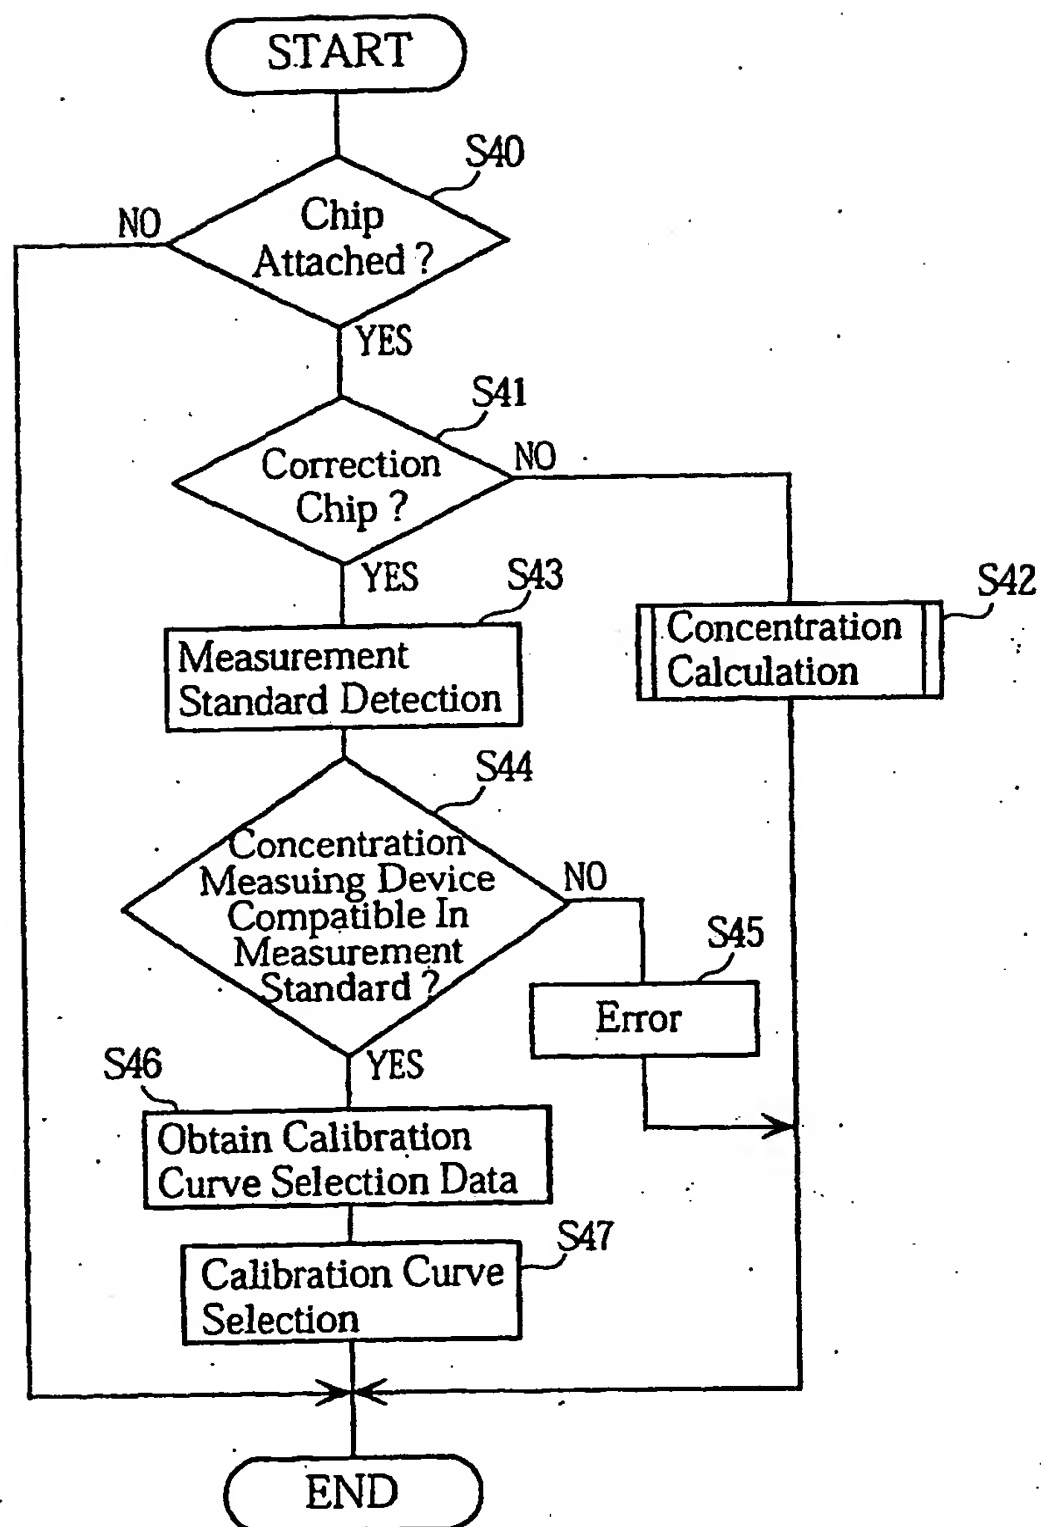 START
S40
NO
Chip
Attached ?
YES
S41
Correction
Chip ?
NO
YES
S43
S42
Measurement
Standard Detection
Concentration
Calculation
S44
Concentration
Measuing Device
Compatible In
Measurement
Standard ?
NO
S45
Error
YES
S46
Obtain Calibration
Curve Selection Data
S47
Calibration Curve
Selection
END